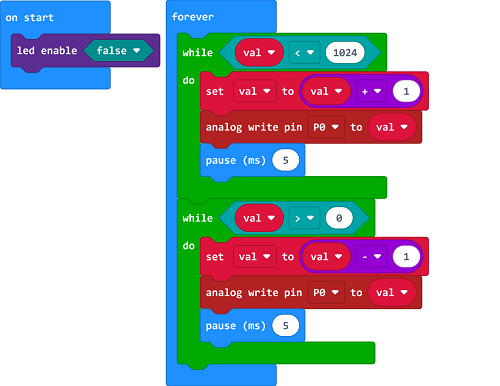 on start
led enable false
forever
while val < 1024
do
set val to val + 1
analog write pin P0 to val
pause (ms) 5
while val > 0
do
set val to val - 1
analog write pin P0 to val
pause (ms) 5